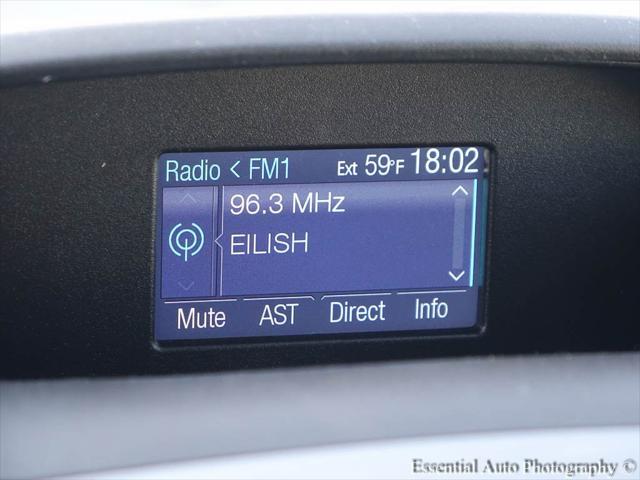 Radio < FM1 Ext 59°F 18:02
96.3 MHz
EILISH
Mute AST Direct Info
Essential Auto Photography ©